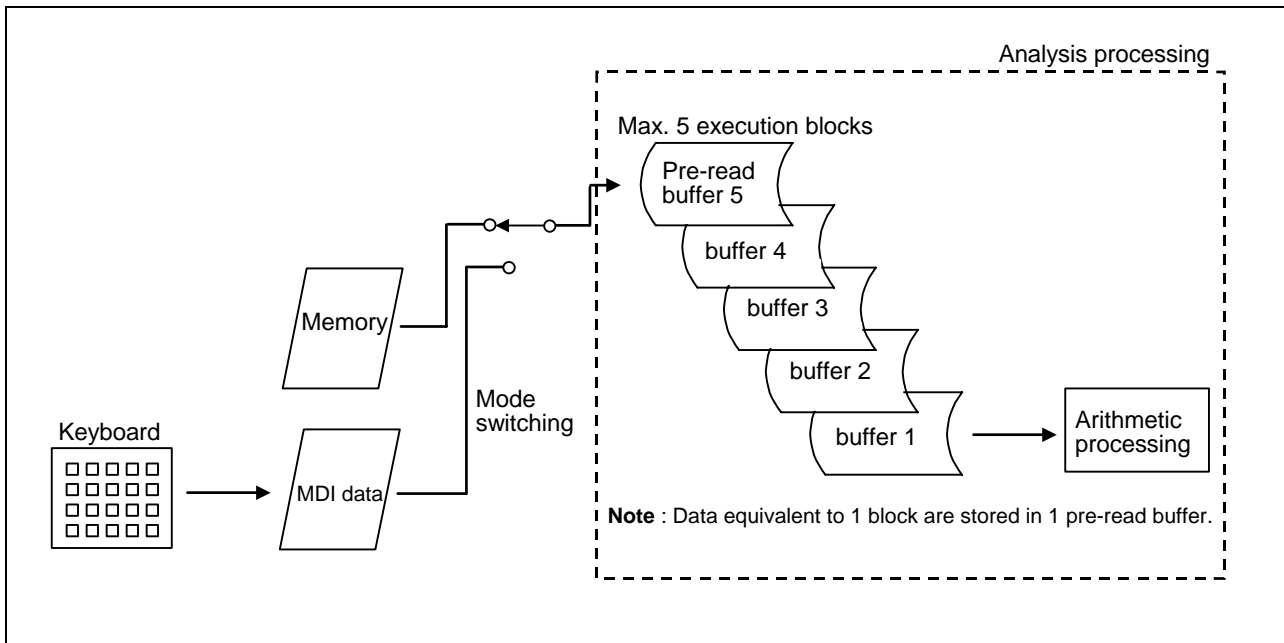 Analysis processing
Max. 5 execution blocks
Pre-read
buffer 5
buffer 4
buffer 3
buffer 2
buffer 1
Arithmetic
processing
Memory
Mode
switching
Keyboard
MDI data
Note : Data equivalent to 1 block are stored in 1 pre-read buffer.